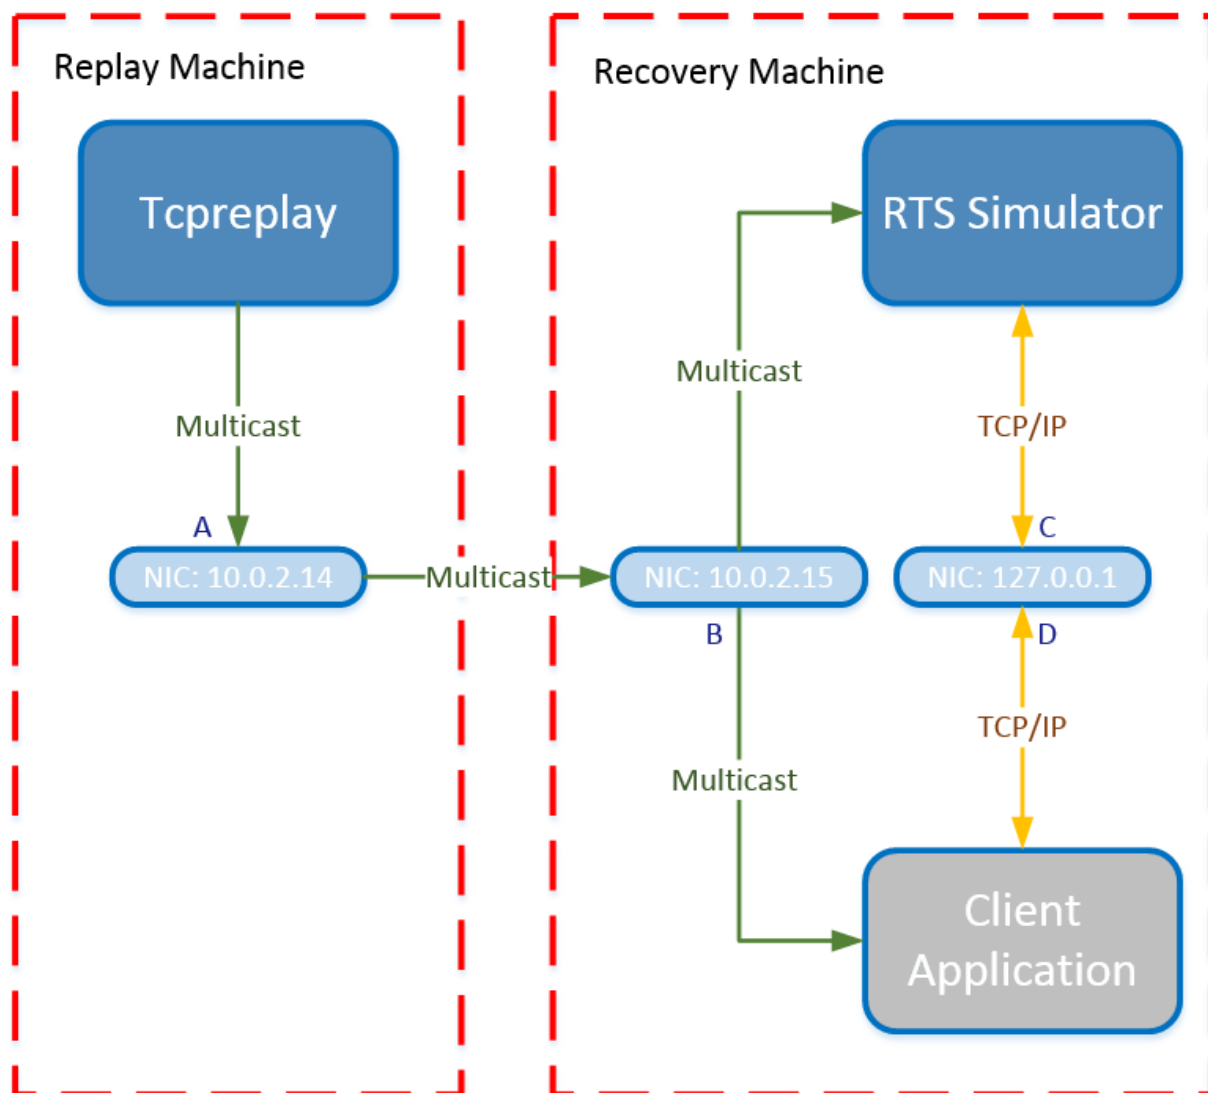 Replay Machine
Recovery Machine
Tcpreplay
RTS Simulator
Multicast
TCP/IP
Multicast
A
C
NIC: 10.0.2.14
Multicast
NIC: 10.0.2.15
NIC: 127.0.0.1
B
D
TCP/IP
Multicast
Client
Application